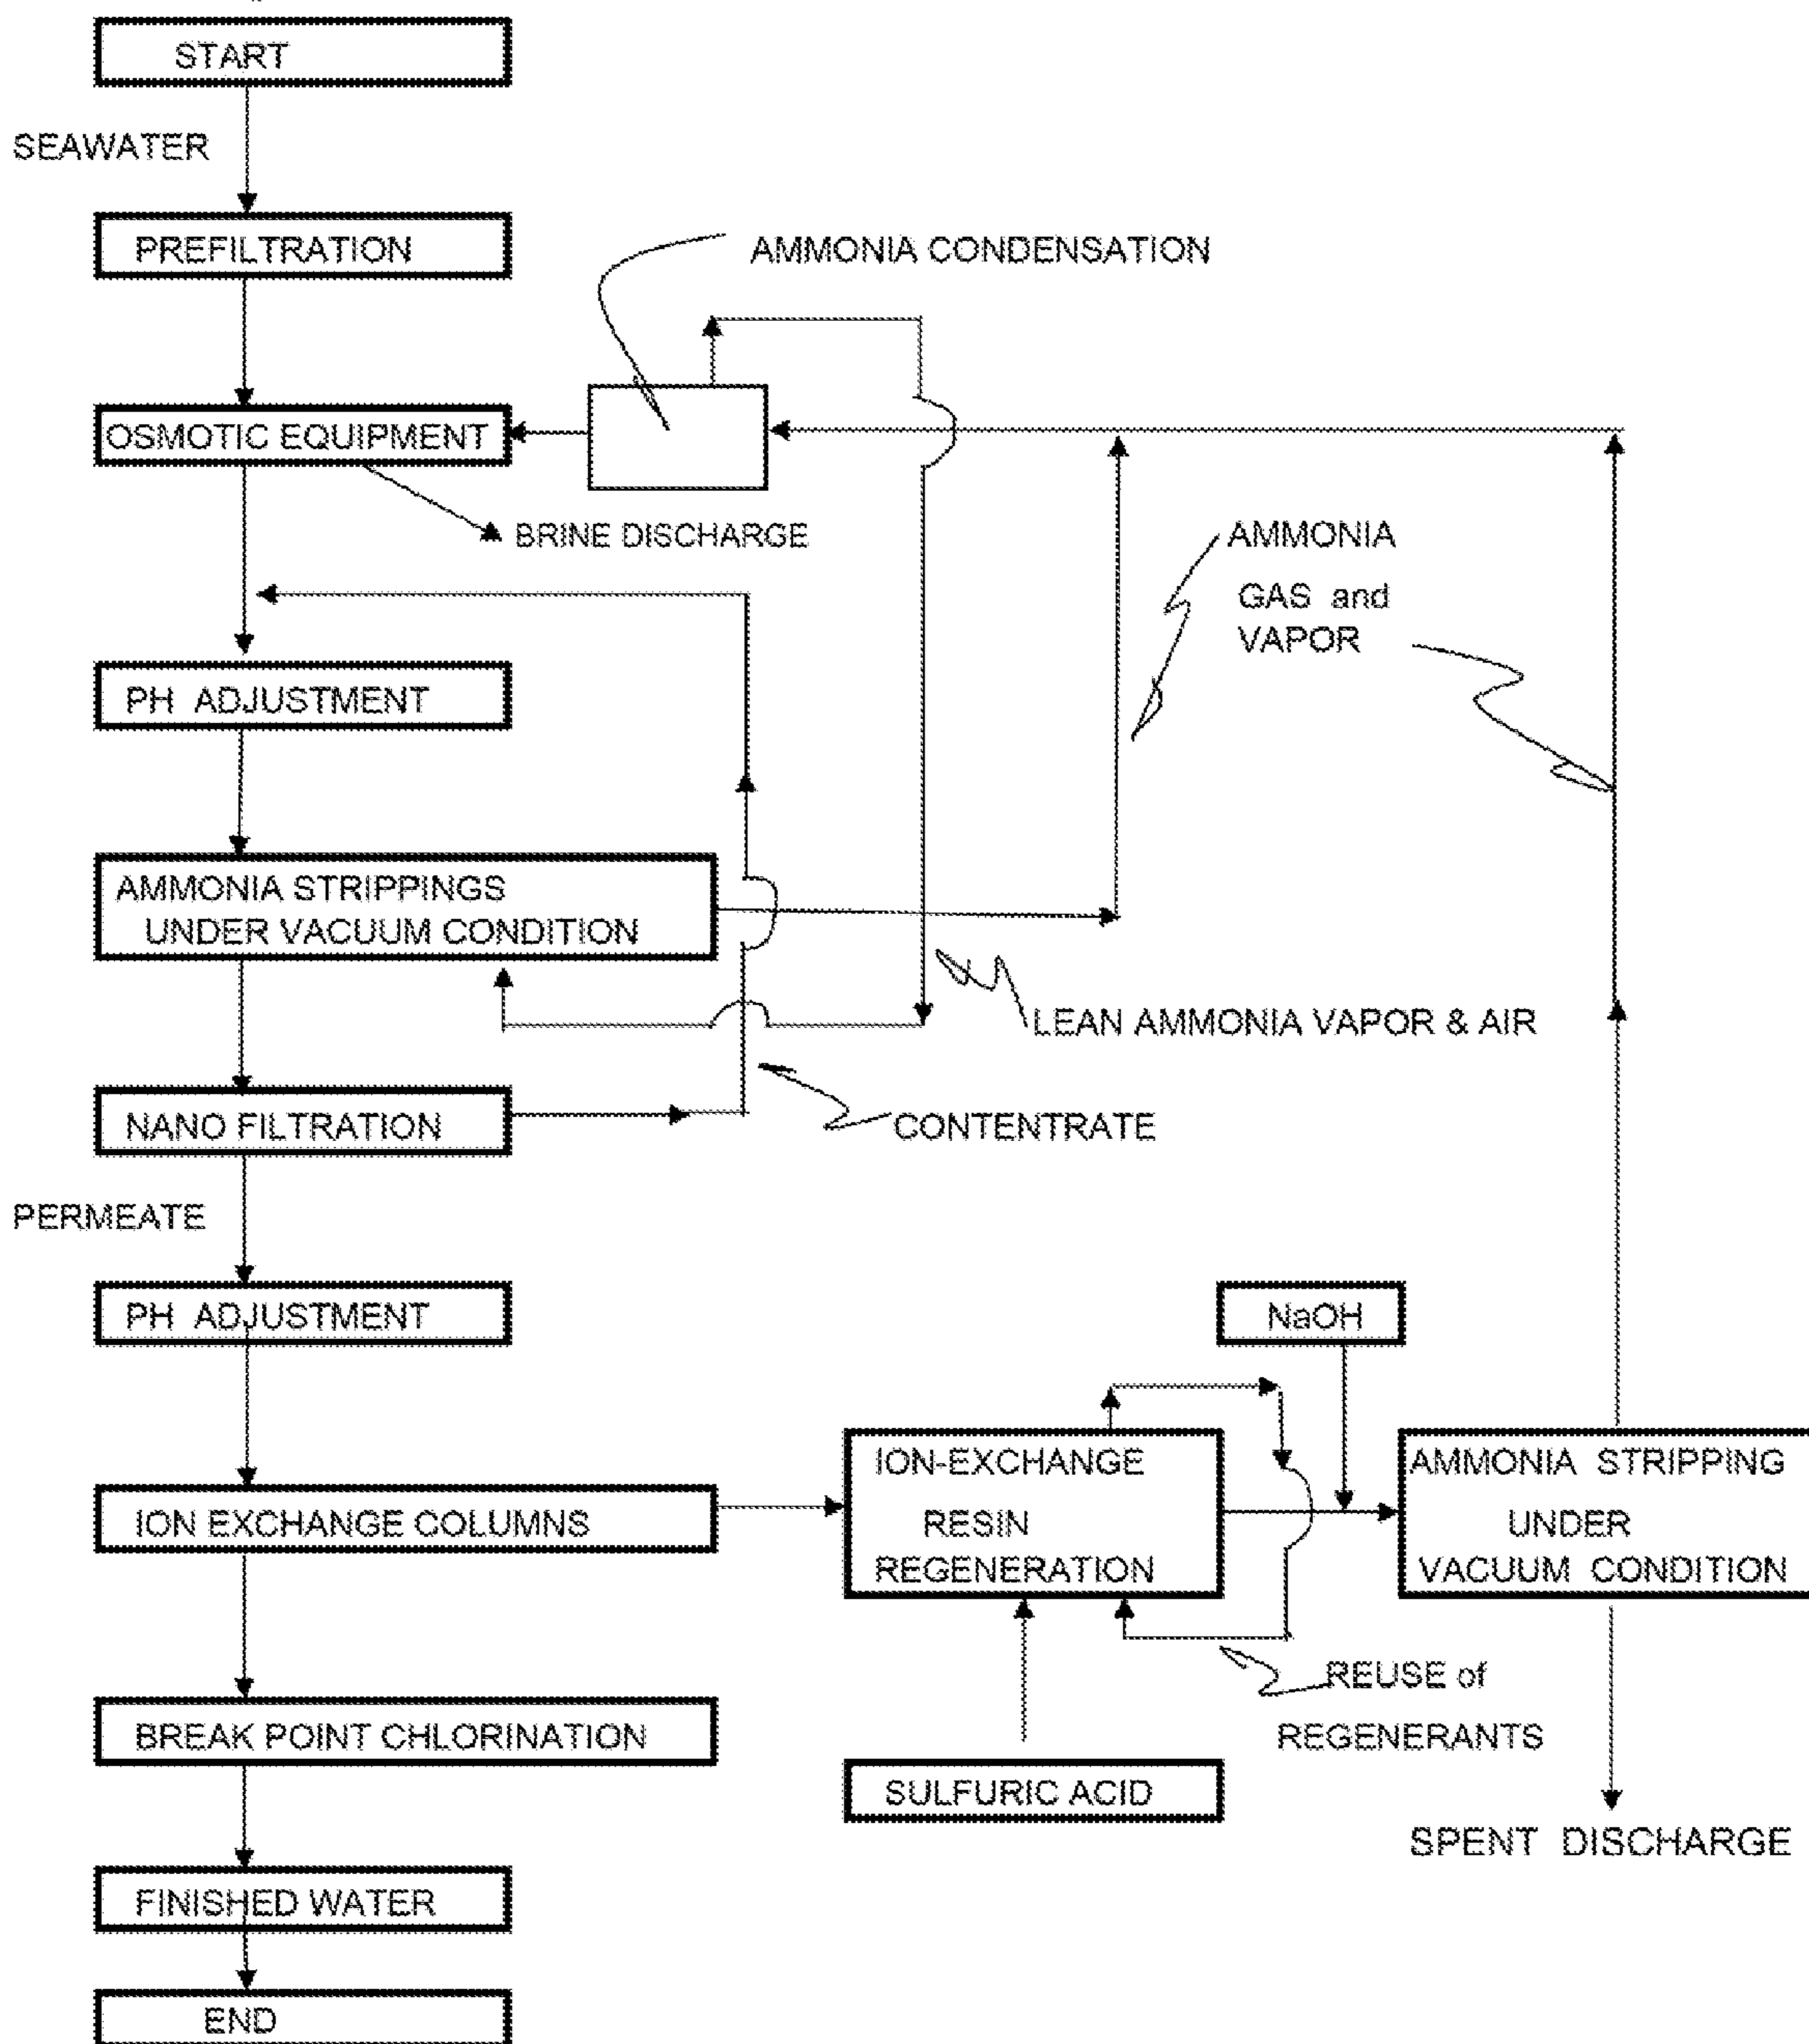 START
SEAWATER
PREFILTRATION
AMMONIA CONDENSATION
OSMOTIC EQUIPMENT
BRINE DISCHARGE
AMMONIA
GAS and
VAPOR
PH ADJUSTMENT
AMMONIA STRIPPINGS
UNDER VACUUM CONDITION
LEAN AMMONIA VAPOR & AIR
NANO FILTRATION
CONTENTRATE
PERMEATE
PH ADJUSTMENT
NaOH
ION EXCHANGE COLUMNS
ION-EXCHANGE
RESIN
REGENERATION
AMMONIA STRIPPING
UNDER
VACUUM CONDITION
REUSE of
REGENERANTS
BREAK POINT CHLORINATION
SULFURIC ACID
SPENT DISCHARGE
FINISHED WATER
END